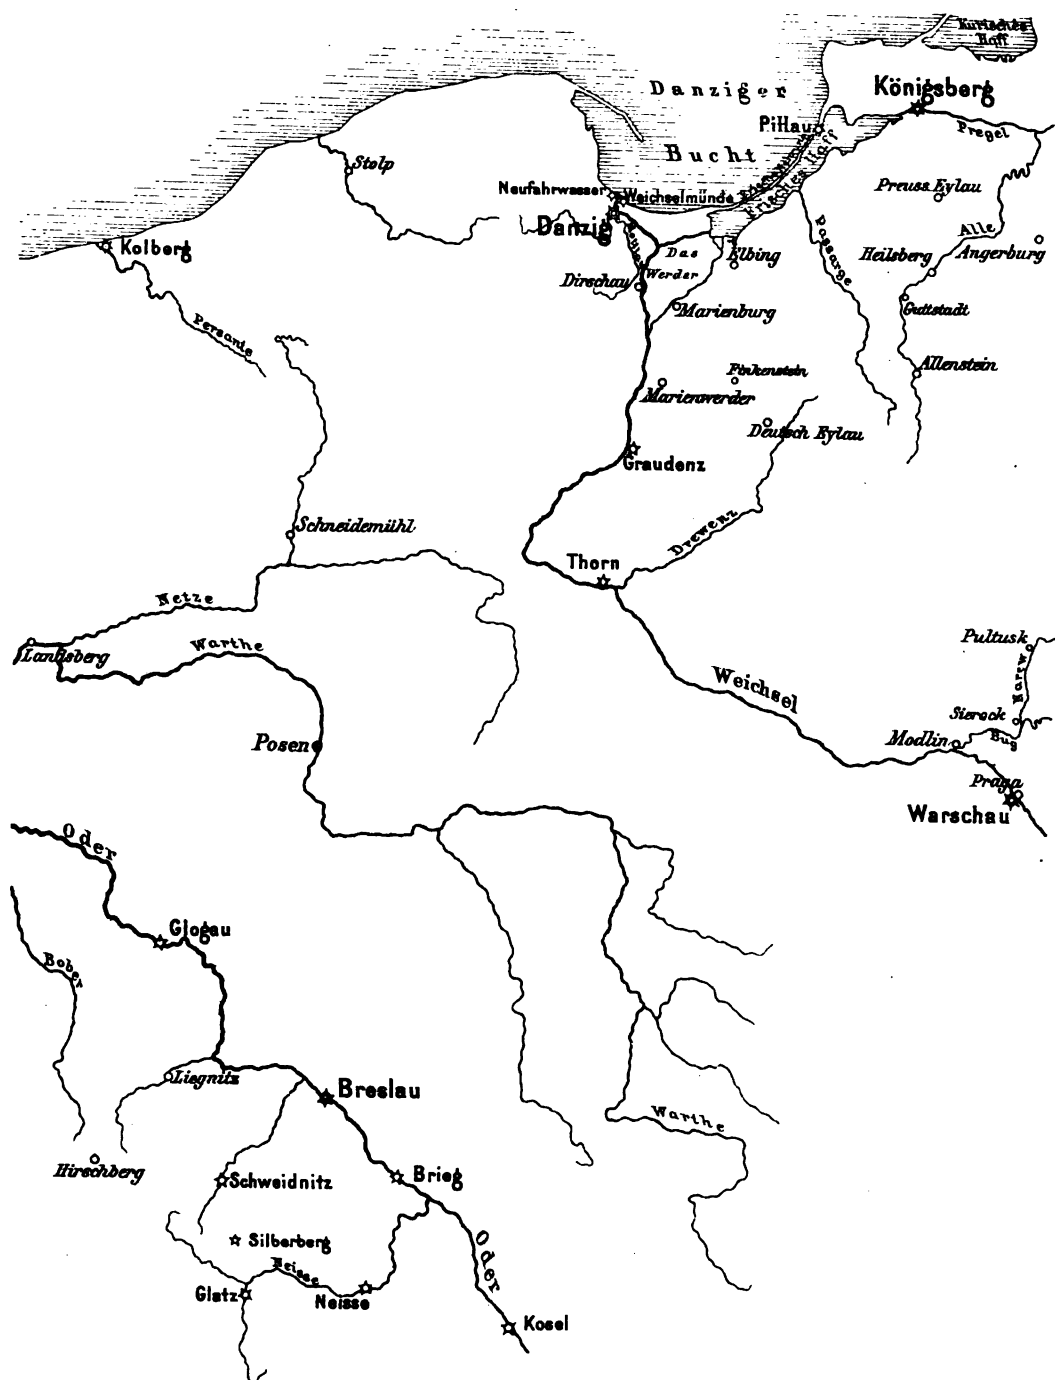 Kurisches
Haff
Danziger
Königsberg
Pillau
Pregel
Bucht
Frisches Haff
Stolp
Neufahrwasser
Weichselmünde
Preuss. Eylau
Danzig
Kolberg
Passarge
Alle
Das
Werder
Elbing
Heilsberg
Angerburg
Dirschau
Marienburg
Guttstadt
Persante
Finkenstein
Allenstein
Marienwerder
Deutsch Eylau
Graudenz
Schneidemühl
Drewenz
Thorn
Netze
Warthe
Landsberg
Pultusk
Narew
Weichsel
Sierock
Bug
Modlin
Posen
Praga
Warschau
Oder
Glogau
Bober
Liegnitz
Breslau
Warthe
Hirschberg
Schweidnitz
Brieg
Silberberg
Oder
Neisse
Glatz
Neisse
Kosel